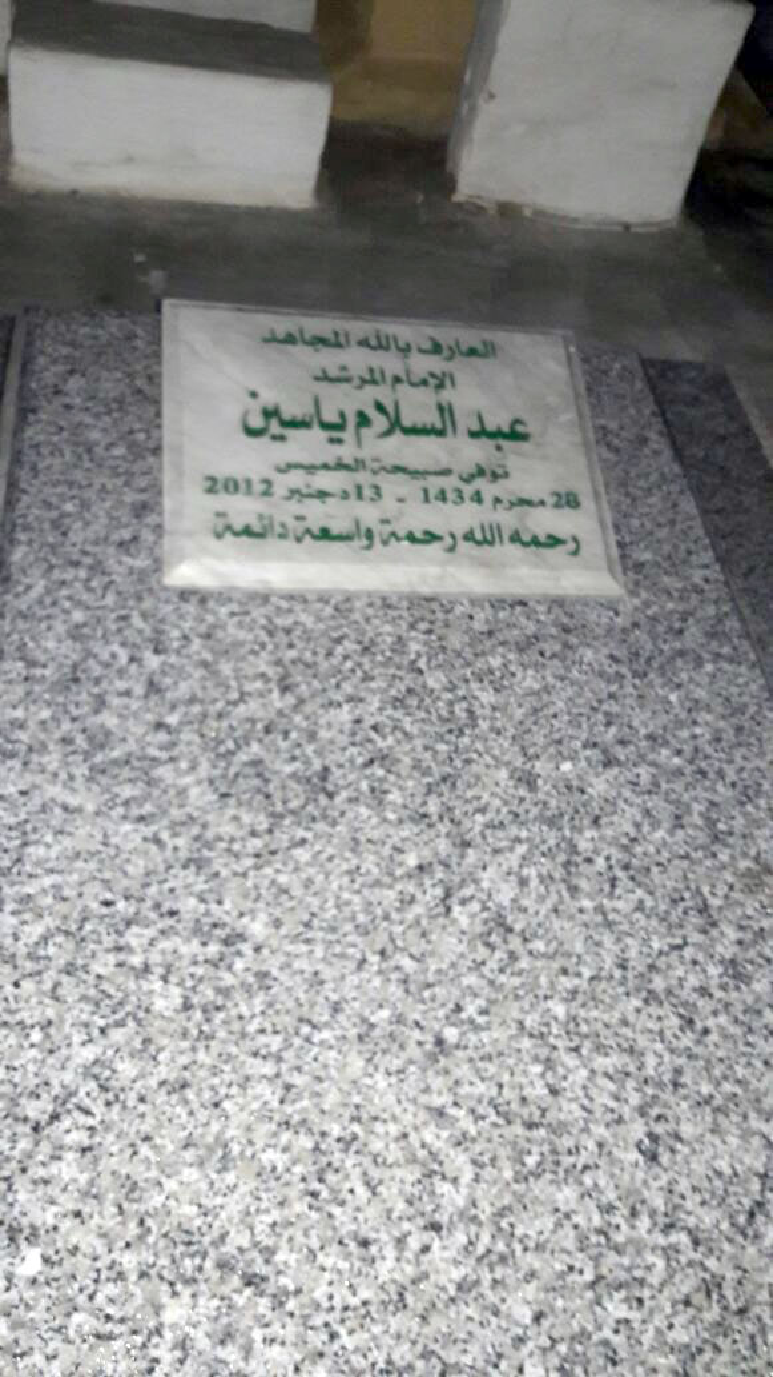 العارف بالله المجاهد
الإمام المرشد
عبد السلام ياسين
توفي صبيحة الخميس
28 محرم 1434 - 13 دجنبر 2012
رحمه الله رحمة واسعة دائمة